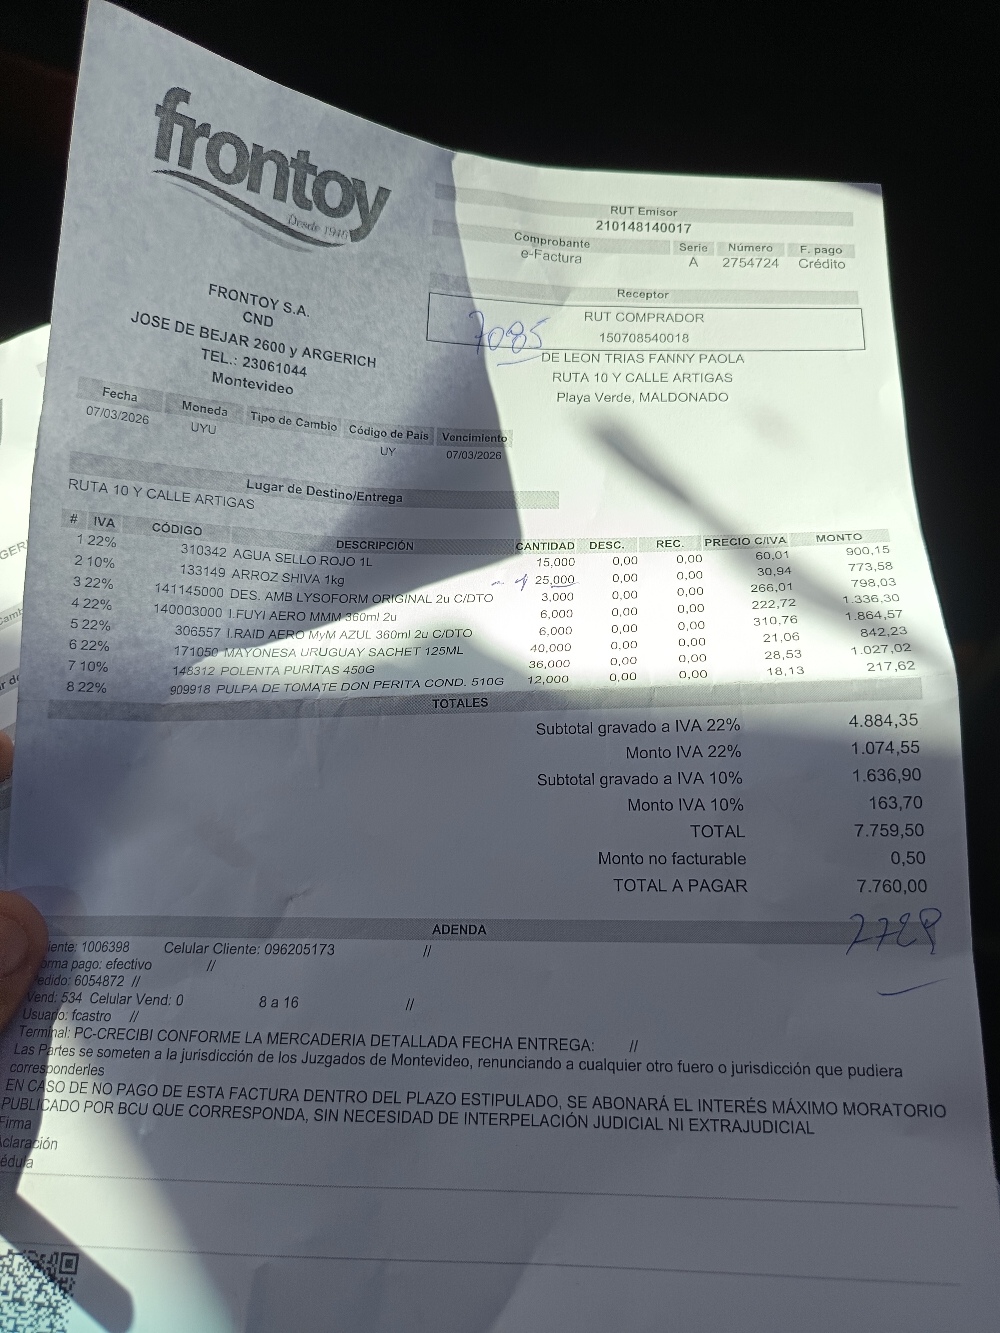 frontoy
Desde 1946
FRONTOY S.A.
CND
JOSE DE BEJAR 2600 y ARGERICH
TEL.: 23061044
Montevideo
RUT Emisor
210148140017
Comprobante Serie Número F. pago
e-Factura A 2754724 Crédito
Receptor
RUT COMPRADOR
150708540018
7085
DE LEON TRIAS FANNY PAOLA
RUTA 10 Y CALLE ARTIGAS
Playa Verde, MALDONADO
Fecha Moneda Tipo de Cambio Código de Pais Vencimiento
07/03/2026 UYU UY 07/03/2026
Lugar de Destino/Entrega
RUTA 10 Y CALLE ARTIGAS
# IVA CÓDIGO DESCRIPCIÓN CANTIDAD DESC. REC. PRECIO C/IVA MONTO
1 22% 310342 AGUA SELLO ROJO 1L 15,000 0,00 0,00 60,01 900,15
2 10% 133149 ARROZ SHIVA 1kg 25,000 0,00 0,00 30,94 773,58
3 22% 141145000 DES. AMB LYSOFORM ORIGINAL 2u C/DTO 3,000 0,00 0,00 266,01 798,03
4 22% 140003000 I.FUYI AERO MMM 360ml 2u 6,000 0,00 0,00 222,72 1.336,30
5 22% 306557 I.RAID AERO MyM AZUL 360ml 2u C/DTO 6,000 0,00 0,00 310,76 1.864,57
6 22% 171050 MAYONESA URUGUAY SACHET 125ML 40,000 0,00 0,00 21,06 842,23
7 10% 148312 POLENTA PURITAS 450G 36,000 0,00 0,00 28,53 1.027,02
8 22% 909918 PULPA DE TOMATE DON PERITA COND. 510G 12,000 0,00 0,00 18,13 217,62
TOTALES
Subtotal gravado a IVA 22% 4.884,35
Monto IVA 22% 1.074,55
Subtotal gravado a IVA 10% 1.636,90
Monto IVA 10% 163,70
TOTAL 7.759,50
Monto no facturable 0,50
TOTAL A PAGAR 7.760,00
ADENDA
iente: 1006398 Celular Cliente: 096205173 //
orma pago: efectivo //
edido: 6054872 //
Vend: 534 Celular Vend: 0 8 a 16 //
Usuario: fcastro //
Terminal: PC-CRECIBI CONFORME LA MERCADERIA DETALLADA FECHA ENTREGA: //
Las Partes se someten a la jurisdicción de los Juzgados de Montevideo, renunciando a cualquier otro fuero o jurisdicción que pudiera
corresponderles
EN CASO DE NO PAGO DE ESTA FACTURA DENTRO DEL PLAZO ESTIPULADO, SE ABONARÁ EL INTERÉS MÁXIMO MORATORIO
PUBLICADO POR BCU QUE CORRESPONDA, SIN NECESIDAD DE INTERPELACIÓN JUDICIAL NI EXTRAJUDICIAL
Firma
Aclaración
édula